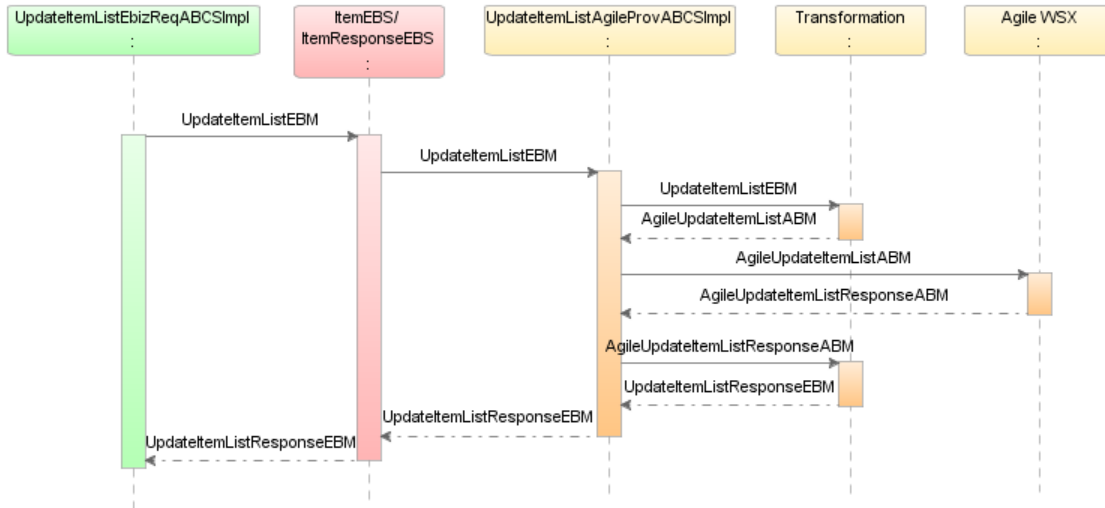 UpdateItemListEbizReqABCSImpl
:
ItemEBS/
ItemResponseEBS
:
UpdateItemListAgileProvABCSImpl
:
Transformation
:
Agile WSX
:
UpdateItemListEBM
UpdateItemListEBM
UpdateItemListEBM
AgileUpdateItemListABM
AgileUpdateItemListABM
AgileUpdateItemListResponseABM
AgileUpdateItemListResponseABM
UpdateItemListResponseEBM
UpdateItemListResponseEBM
UpdateItemListResponseEBM